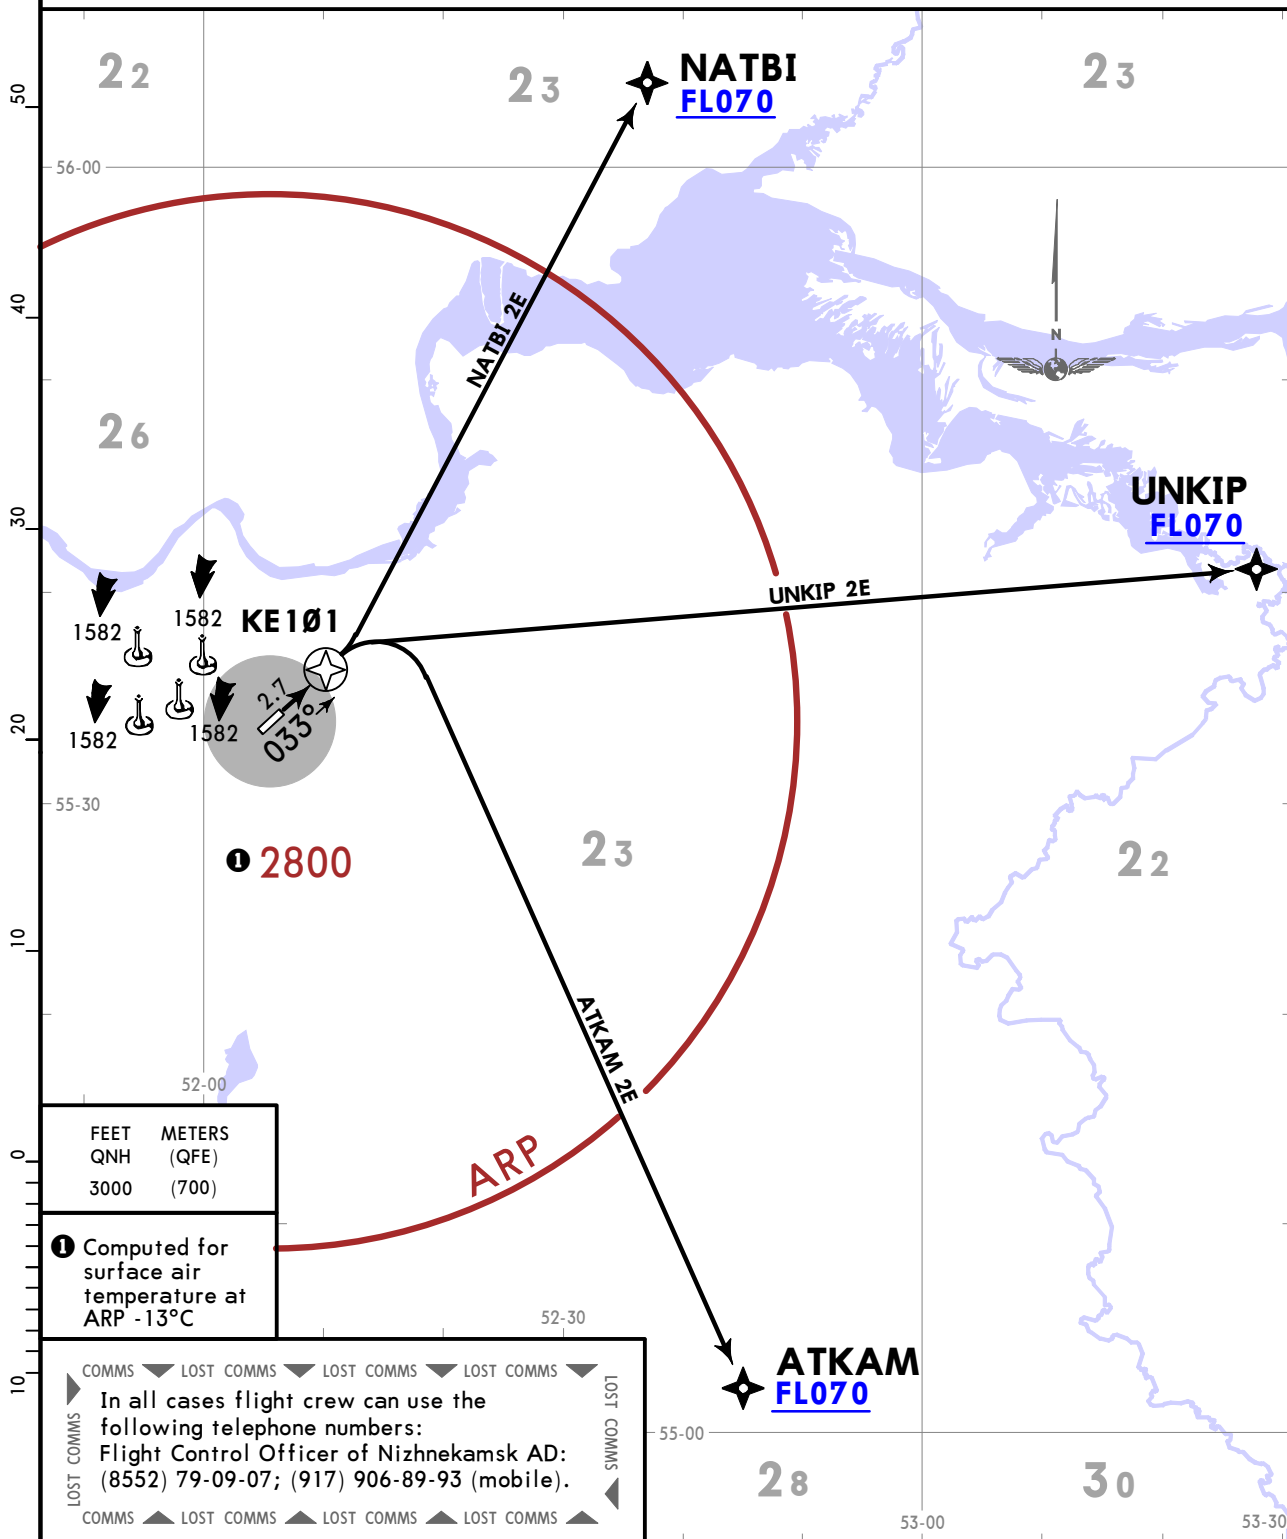 22
23
NATBI
FL070
23
50
56-00
40
NATBI 2E
N
26
UNKIP
FL070
30
UNKIP 2E
1582
1582
KE1Ø1
2.7
033°
1582
1582
20
55-30
❶ 2800
23
22
10
ATKAM 2E
52-00
ARP
FEET METERS
QNH (QFE)
3000 (700)
0
❶ Computed for
surface air
temperature at
ARP -13°C
52-30
ATKAM
FL070
10
COMMS LOST COMMS LOST COMMS LOST COMMS
LOST COMMS
In all cases flight crew can use the
following telephone numbers:
Flight Control Officer of Nizhnekamsk AD:
(8552) 79-09-07; (917) 906-89-93 (mobile).
LOST COMMS
COMMS LOST COMMS LOST COMMS LOST COMMS
55-00
28
30
53-00
53-30